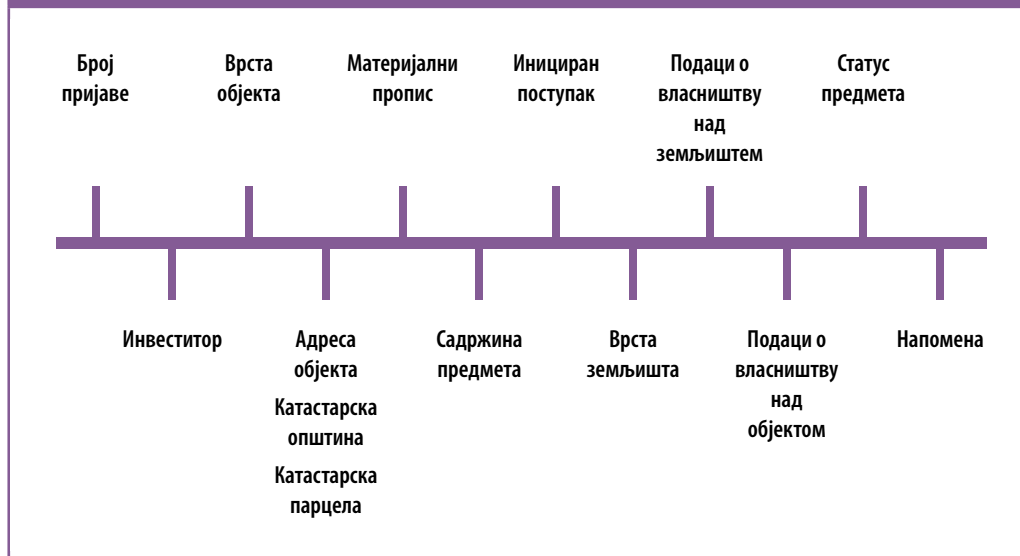 Број
пријаве
Врста
објекта
Материјални
пропис
Инициран
поступак
Подаци о
власништву
над
земљиштем
Статус
предмета
Инвеститор
Адреса
објекта
Катастарска
општина
Катастарска
парцела
Садржина
предмета
Врста
земљишта
Подаци о
власништву
над
објектом
Напомена